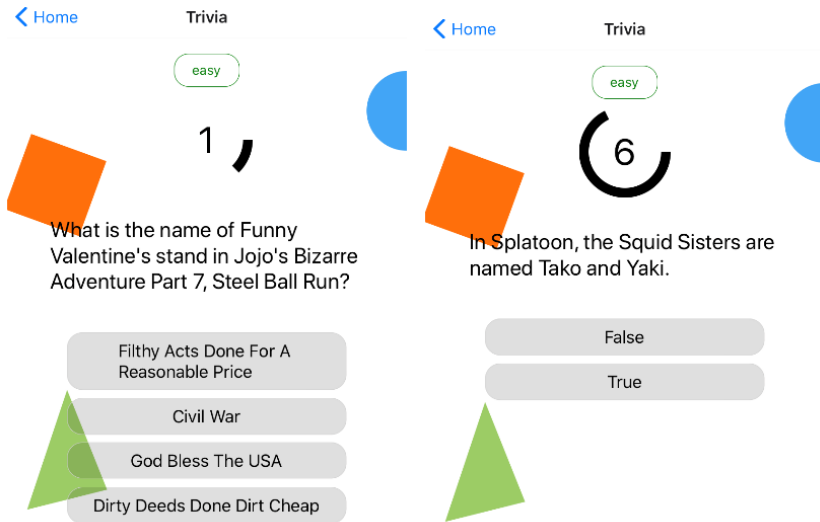 Home
Trivia
easy
1
What is the name of Funny
Valentine's stand in Jojo's Bizarre
Adventure Part 7, Steel Ball Run?
Filthy Acts Done For A
Reasonable Price
Civil War
God Bless The USA
Dirty Deeds Done Dirt Cheap
Home
Trivia
easy
6
In Splatoon, the Squid Sisters are
named Tako and Yaki.
False
True